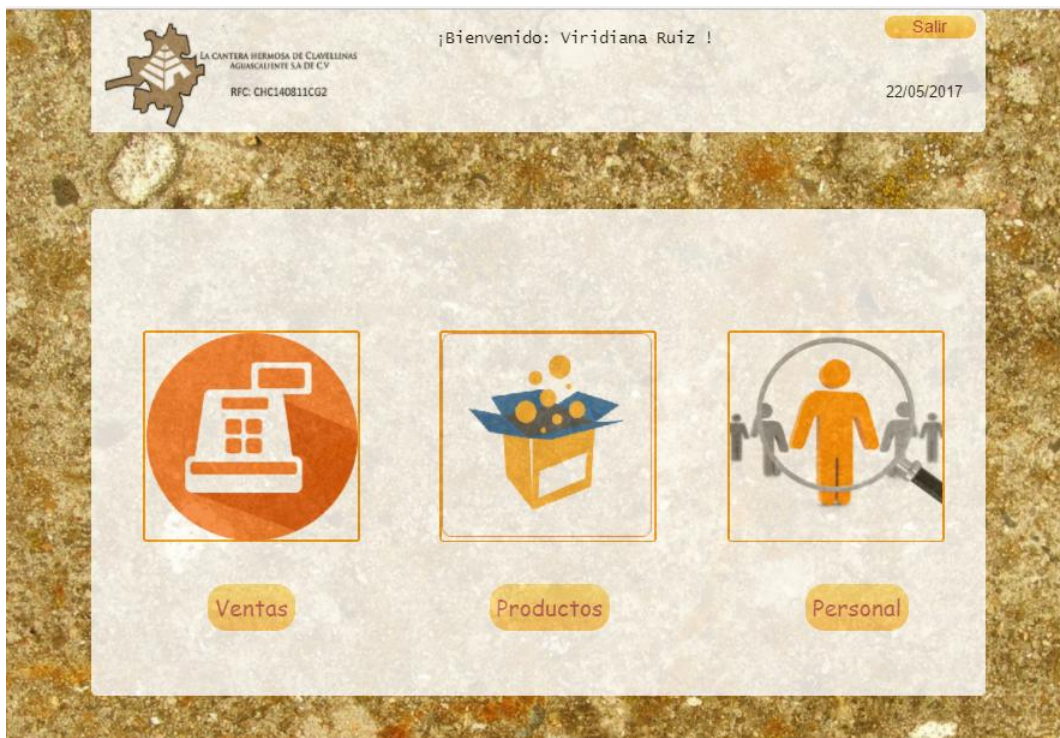 LA CANTERA HERMOSA DE CLAVELLINAS
AGUASCALIENTE S.A DE C.V
RFC: CHC140811CG2
¡Bienvenido: Viridiana Ruiz !
Salir
22/05/2017
Ventas
Productos
Personal